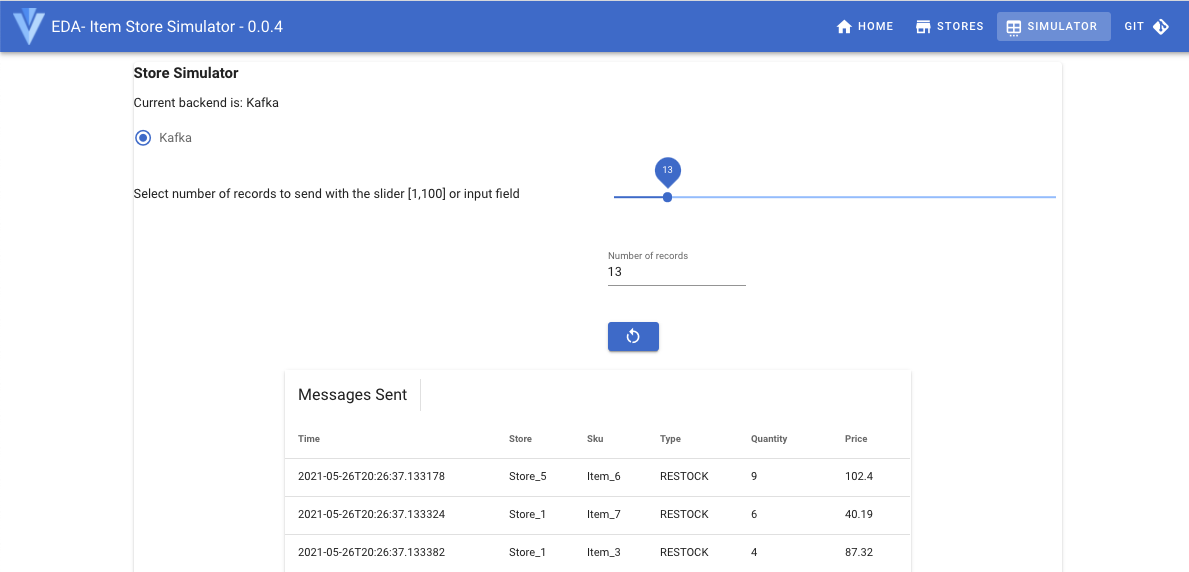 EDA- Item Store Simulator - 0.0.4 HOME STORES SIMULATOR GIT
Store Simulator
Current backend is: Kafka
Kafka
13
Select number of records to send with the slider [1,100] or input field
Number of records
13
Messages Sent
Time Store Sku Type Quantity Price
2021-05-26T20:26:37.133178 Store_5 Item_6 RESTOCK 9 102.4
2021-05-26T20:26:37.133324 Store_1 Item_7 RESTOCK 6 40.19
2021-05-26T20:26:37.133382 Store_1 Item_3 RESTOCK 4 87.32